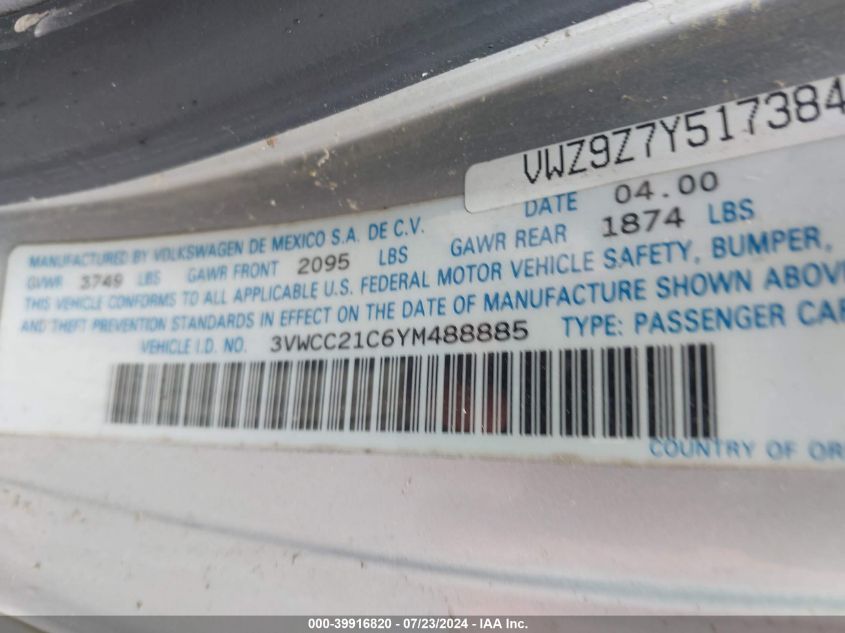 VWZ9Z7Y517384
MANUFACTURED BY VOLKSWAGEN DE MEXICO S.A. DE C.V. DATE 04.00
GVWR 3749 LBS GAWR FRONT 2095 LBS GAWR REAR 1874 LBS
THIS VEHICLE CONFORMS TO ALL APPLICABLE U.S. FEDERAL MOTOR VEHICLE SAFETY, BUMPER,
AND THEFT PREVENTION STANDARDS IN EFFECT ON THE DATE OF MANUFACTURE SHOWN ABOVE
VEHICLE I.D. NO. 3VWCC21C6YM488885 TYPE: PASSENGER CAR
COUNTRY OF OR
000-39916820 / 07/23/2024 - IAA Inc.